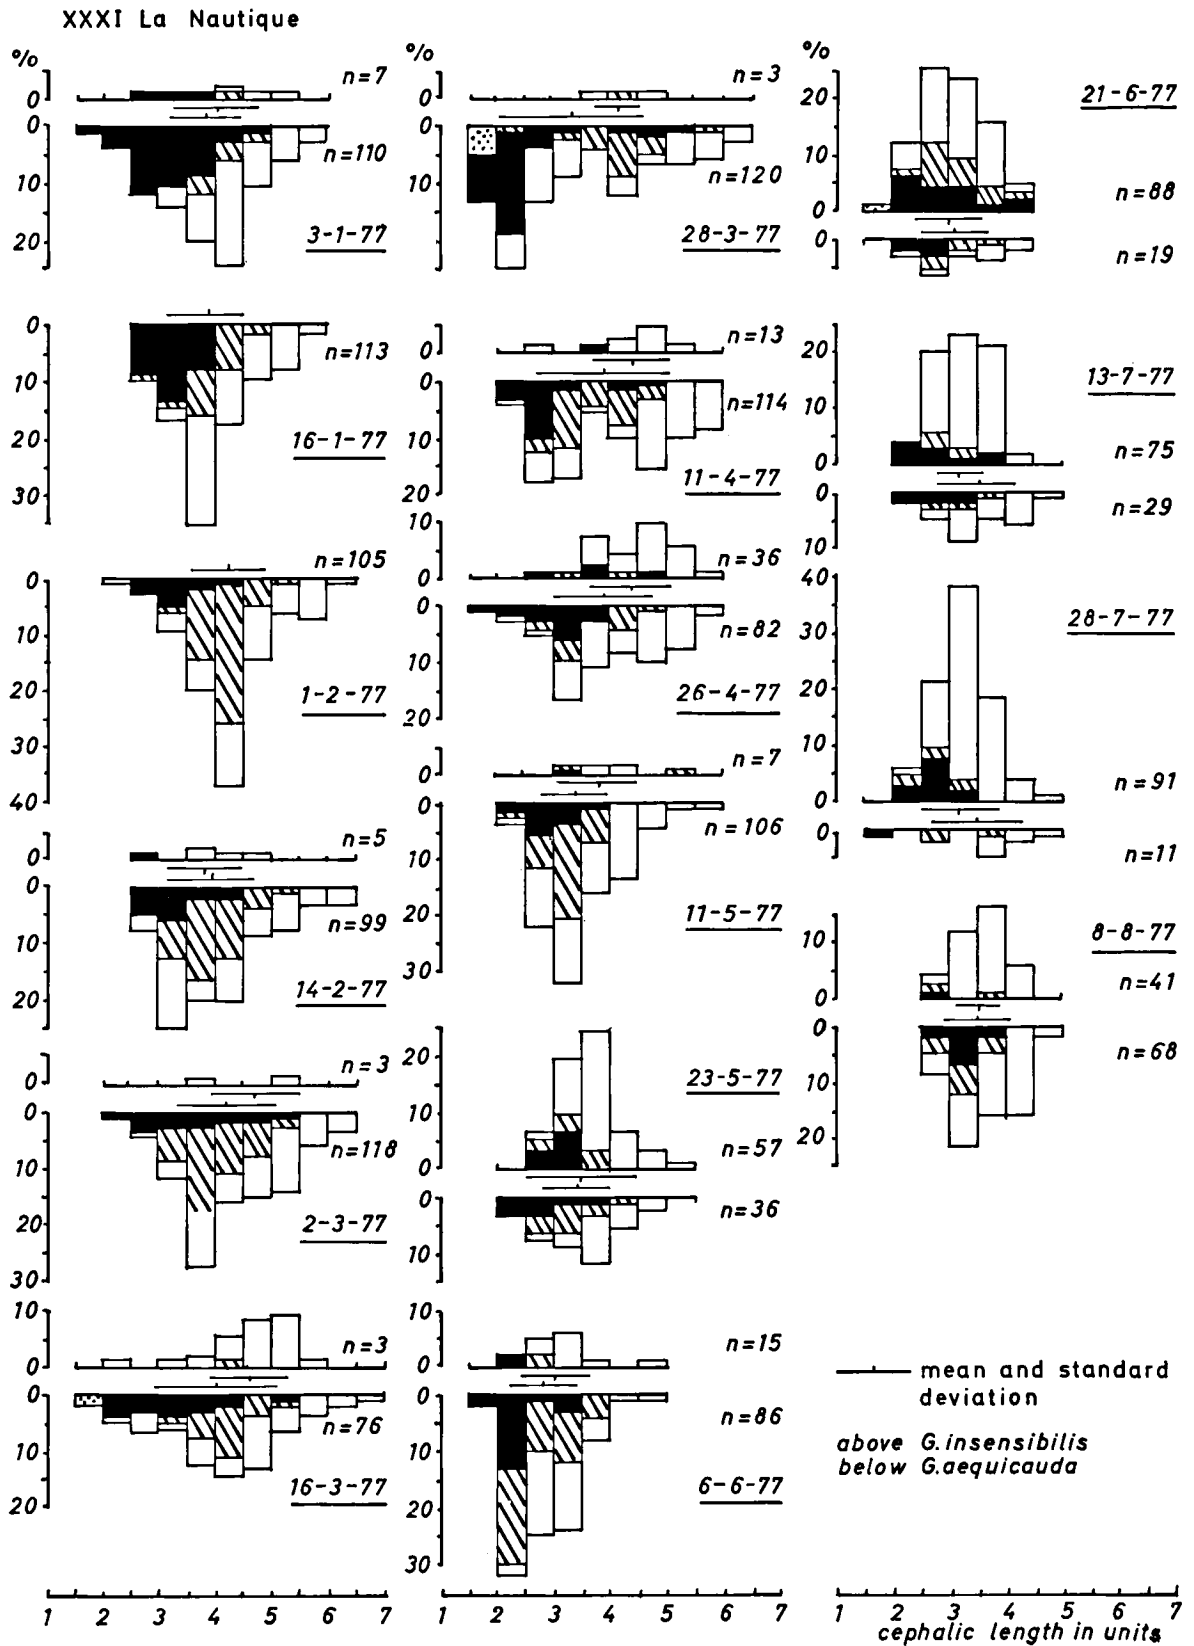 XXXI La Nautique
%
0
n=7
0
10
20
n=110
3-1-77
0
10
20
30
n=113
16-1-77
n=105
0
10
20
30
40
1-2-77
0
n=5
0
10
20
n=99
14-2-77
0
n=3
0
10
20
30
n=118
2-3-77
10
0
n=3
0
10
20
n=76
16-3-77
1 2 3 4 5 6 7
%
0
n=3
0
10
n=120
28-3-77
0
n=13
0
10
20
n=114
11-4-77
10
0
n=36
0
10
20
n=82
26-4-77
0
n=7
0
10
20
30
n=106
11-5-77
20
10
0
23-5-77
n=57
0
10
n=36
10
0
n=15
0
10
20
30
n=86
6-6-77
1 2 3 4 5 6 7
%
20
10
0
21-6-77
n=88
0
n=19
20
10
0
13-7-77
n=75
0
10
n=29
40
30
20
10
0
28-7-77
n=91
0
n=11
10
0
8-8-77
n=41
0
10
20
n=68
mean and standard
deviation
above G.insensibilis
below G.aequicauda
1 2 3 4 5 6 7
cephalic length in units